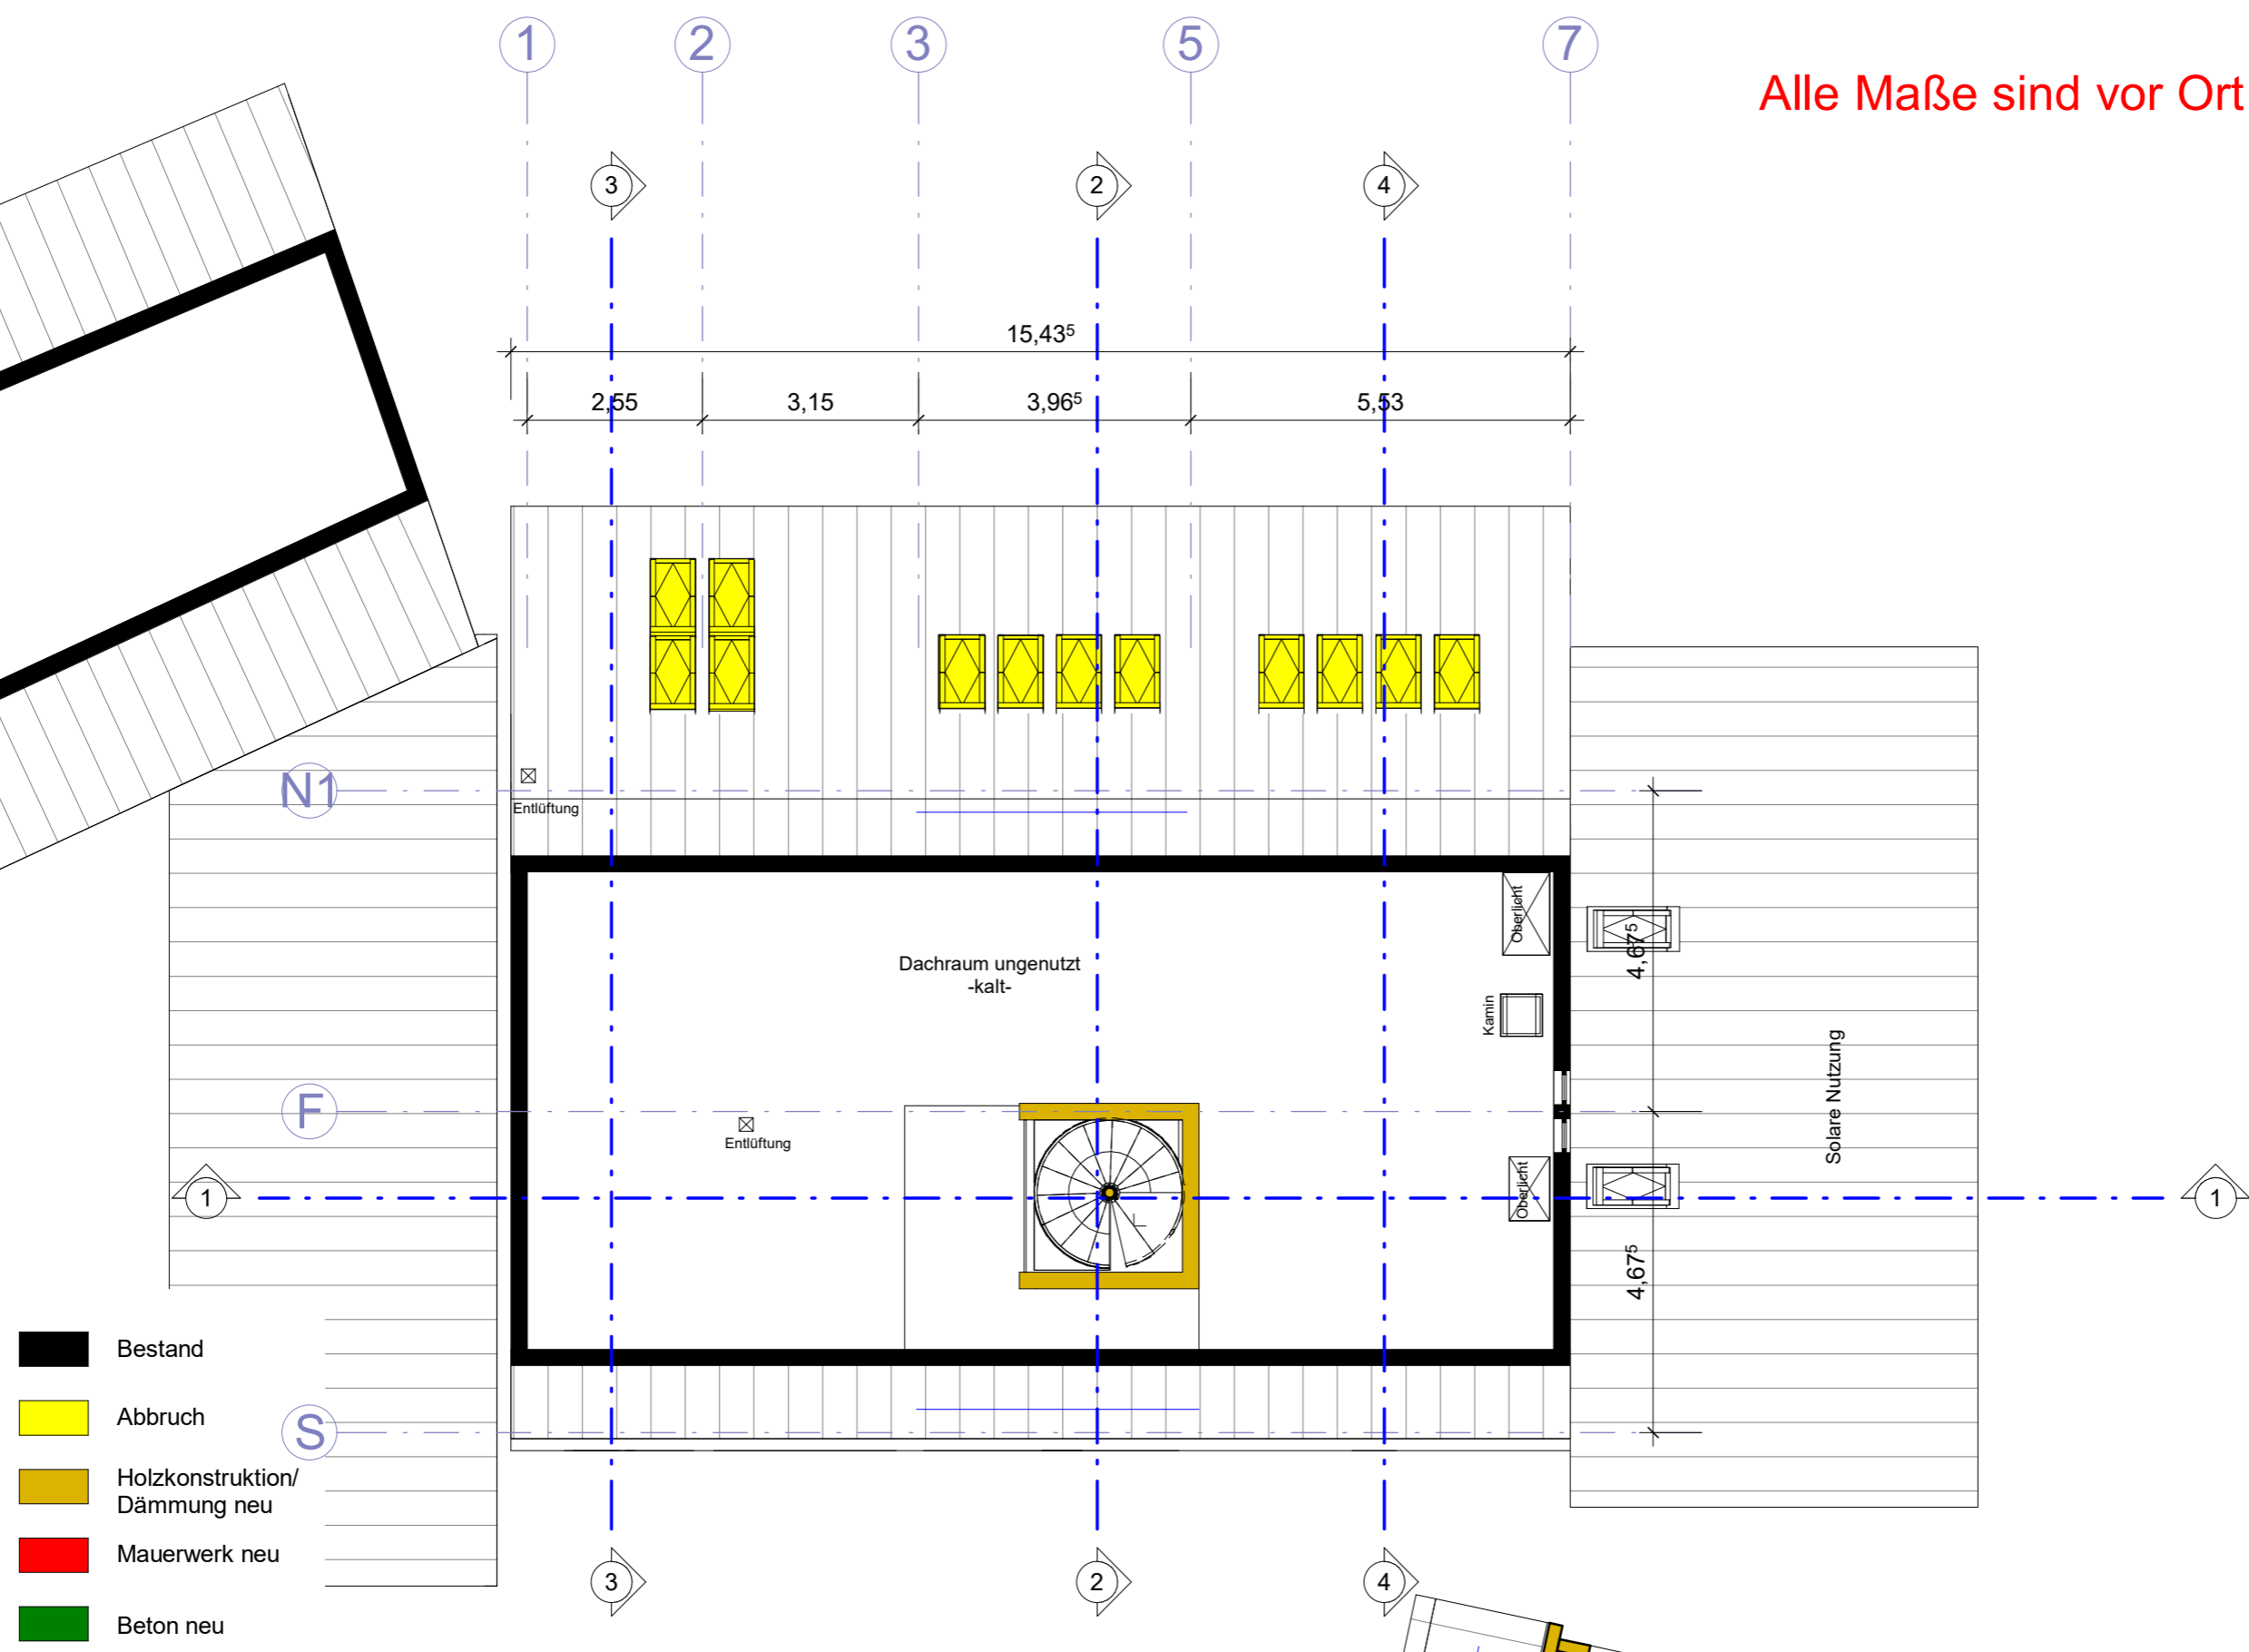 1 2 3 5 7
Alle Maße sind vor Ort
3 2 4
15,43⁵
2,55 3,15 3,96⁵ 5,53
N1
Entlüftung
Oberlicht
4,67⁵
Dachraum ungenutzt
-kalt-
Kamin
Solare Nutzung
F
Entlüftung
Oberlicht
1 1
4,67⁵
Bestand
Abbruch
S
Holzkonstruktion/
Dämmung neu
Mauerwerk neu
3 2 4
Beton neu